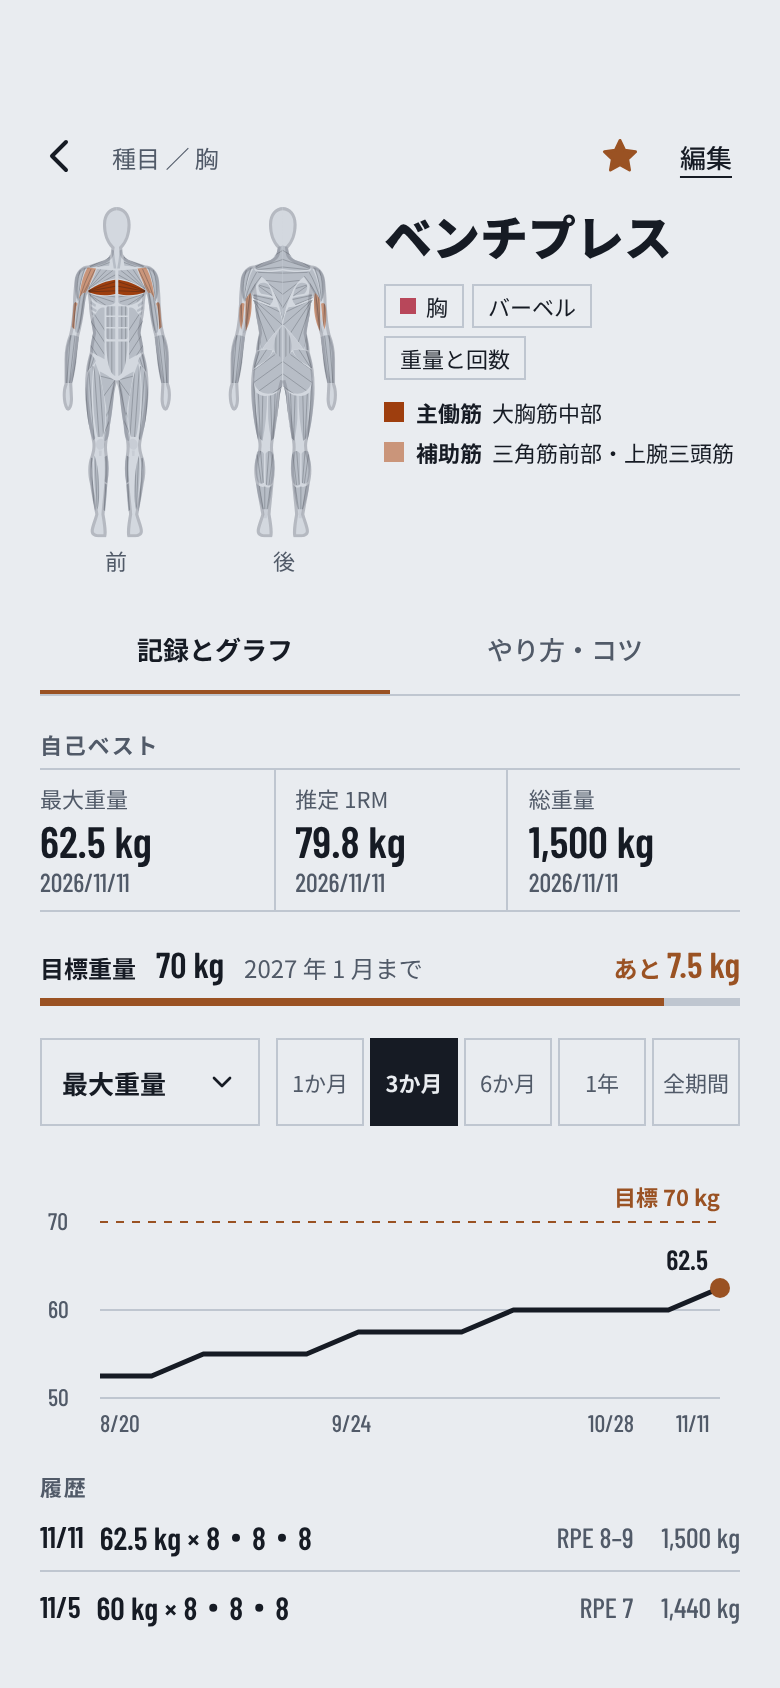 種目 ／ 胸
編集
ベンチプレス
胸
バーベル
重量と回数
主働筋 大胸筋中部
補助筋 三角筋前部・上腕三頭筋
前
後
記録とグラフ
やり方・コツ
自己ベスト
最大重量
62.5 kg
2026/11/11
推定 1RM
79.8 kg
2026/11/11
総重量
1,500 kg
2026/11/11
目標重量 70 kg 2027 年 1 月まで
あと 7.5 kg
最大重量
1か月
3か月
6か月
1年
全期間
目標 70 kg
70
62.5
60
50
8/20
9/24
10/28
11/11
履歴
11/11 62.5 kg × 8 • 8 • 8 RPE 8–9 1,500 kg
11/5 60 kg × 8 • 8 • 8 RPE 7 1,440 kg